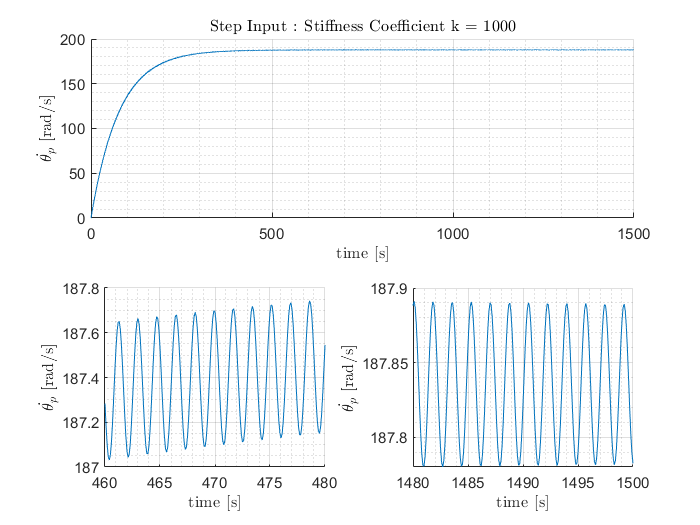 Step Input : Stiffness Coefficient k = 1000
200
150
100
50
0
θ̇_p [rad/s]
0 500 1000 1500
time [s]
187.8
187.6
187.4
187.2
187
θ̇_p [rad/s]
460 465 470 475 480
time [s]
187.9
187.85
187.8
θ̇_p [rad/s]
1480 1485 1490 1495 1500
time [s]